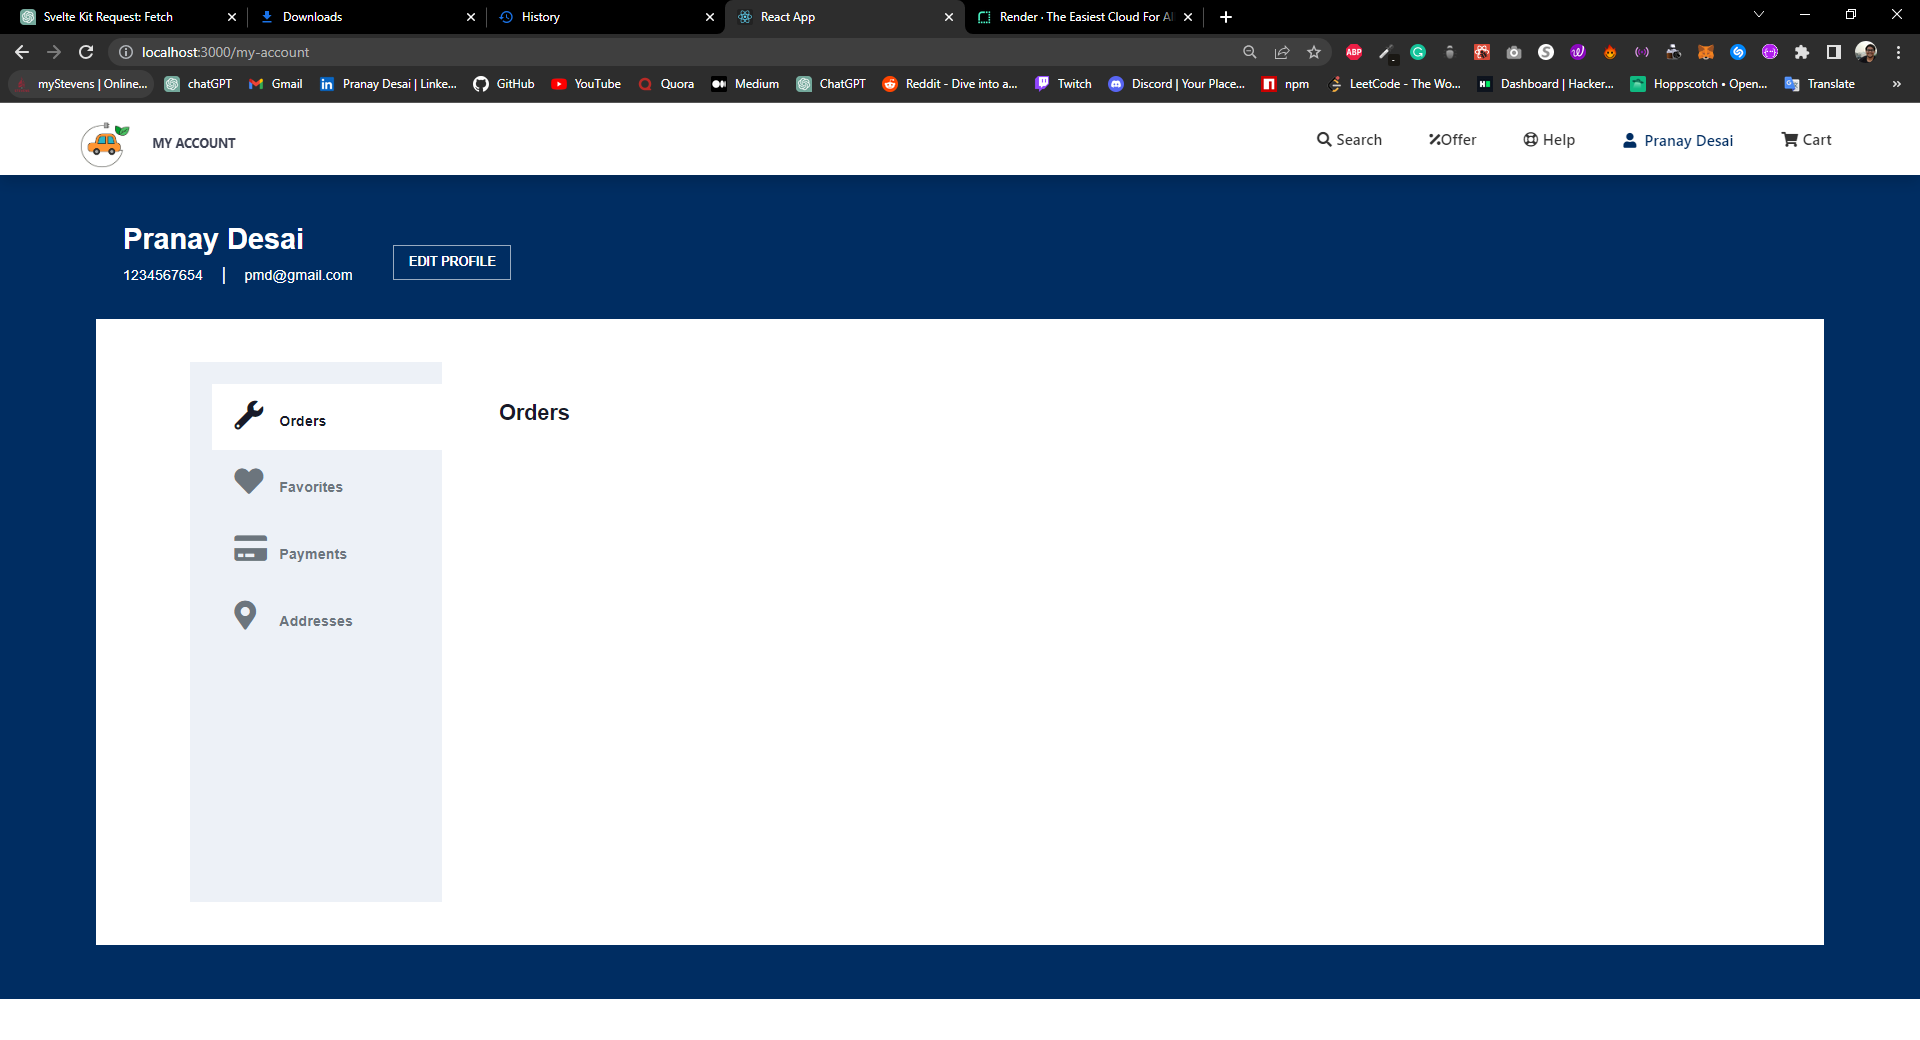 Svelte Kit Request: Fetch
Downloads
History
React App
Render · The Easiest Cloud For Al
localhost:3000/my-account
ABP
myStevens | Online...
chatGPT
Gmail
Pranay Desai | Linke...
GitHub
YouTube
Quora
Medium
ChatGPT
Reddit - Dive into a...
Twitch
Discord | Your Place...
npm
LeetCode - The Wo...
Dashboard | Hacker...
Hoppscotch • Open...
Translate
MY ACCOUNT
Search
Offer
Help
Pranay Desai
Cart
Pranay Desai
1234567654 | pmd@gmail.com
EDIT PROFILE
Orders
Favorites
Payments
Addresses
Orders